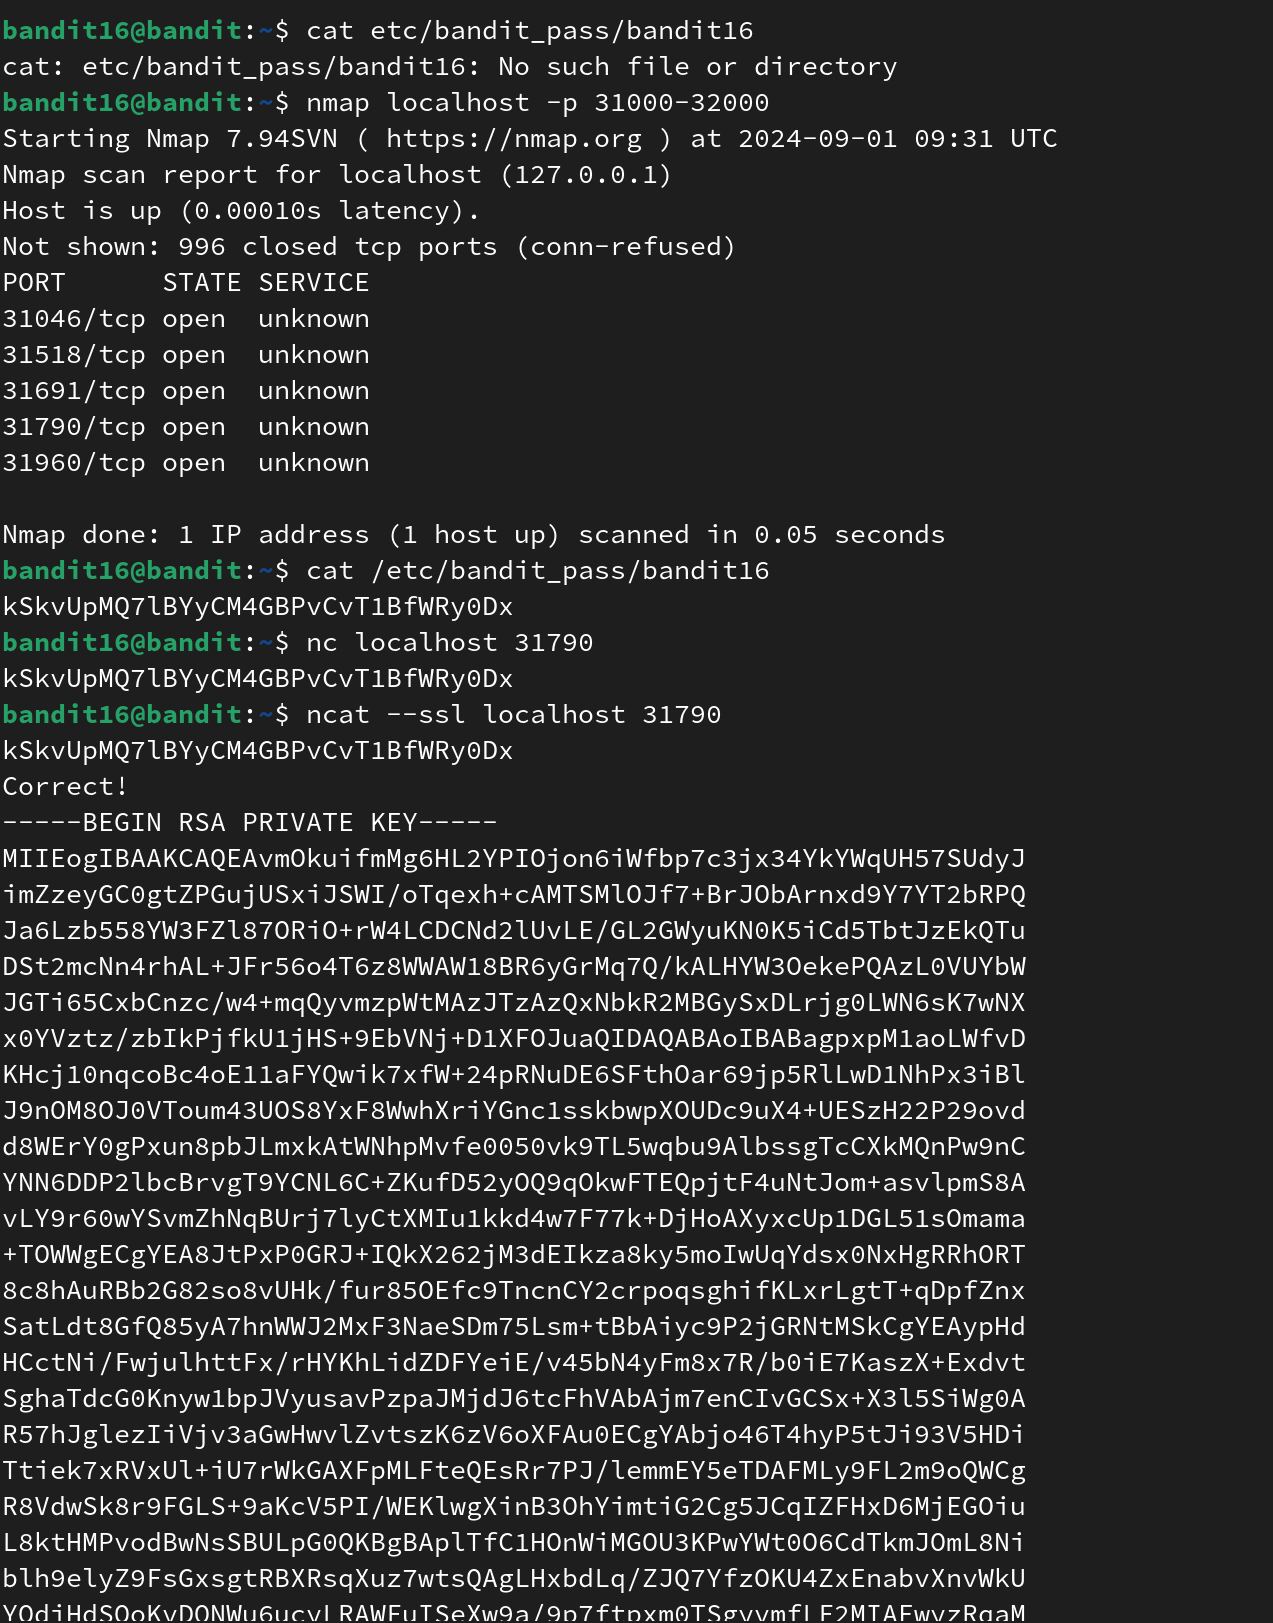 bandit16@bandit:~$ cat etc/bandit_pass/bandit16
cat: etc/bandit_pass/bandit16: No such file or directory
bandit16@bandit:~$ nmap localhost -p 31000-32000
Starting Nmap 7.94SVN ( https://nmap.org ) at 2024-09-01 09:31 UTC
Nmap scan report for localhost (127.0.0.1)
Host is up (0.00010s latency).
Not shown: 996 closed tcp ports (conn-refused)
PORT      STATE SERVICE
31046/tcp open  unknown
31518/tcp open  unknown
31691/tcp open  unknown
31790/tcp open  unknown
31960/tcp open  unknown
Nmap done: 1 IP address (1 host up) scanned in 0.05 seconds
bandit16@bandit:~$ cat /etc/bandit_pass/bandit16
kSkvUpMQ7lBYyCM4GBPvCvT1BfWRy0Dx
bandit16@bandit:~$ nc localhost 31790
kSkvUpMQ7lBYyCM4GBPvCvT1BfWRy0Dx
bandit16@bandit:~$ ncat --ssl localhost 31790
kSkvUpMQ7lBYyCM4GBPvCvT1BfWRy0Dx
Correct!
-----BEGIN RSA PRIVATE KEY-----
MIIEogIBAAKCAQEAvmOkuifmMg6HL2YPIOjon6iWfbp7c3jx34YkYWqUH57SUdyJ
imZzeyGC0gtZPGujUSxiJSWI/oTqexh+cAMTSMlOJf7+BrJObArnxd9Y7YT2bRPQ
Ja6Lzb558YW3FZl87ORiO+rW4LCDCNd2lUvLE/GL2GWyuKN0K5iCd5TbtJzEkQTu
DSt2mcNn4rhAL+JFr56o4T6z8WWAW18BR6yGrMq7Q/kALHYW3OekePQAzL0VUYbW
JGTi65CxbCnzc/w4+mqQyvmzpWtMAzJTzAzQxNbkR2MBGySxDLrjg0LWN6sK7wNX
x0YVztz/zbIkPjfkU1jHS+9EbVNj+D1XFOJuaQIDAQABAoIBABagpxpM1aoLWfvD
KHcj10nqcoBc4oE11aFYQwik7xfW+24pRNuDE6SFthOar69jp5RlLwD1NhPx3iBl
J9nOM8OJ0VToum43UOS8YxF8WwhXriYGnc1sskbwpXOUDc9uX4+UESzH22P29ovd
d8WErY0gPxun8pbJLmxkAtWNhpMvfe0050vk9TL5wqbu9AlbssgTcCXkMQnPw9nC
YNN6DDP2lbcBrvgT9YCNL6C+ZKufD52yOQ9qOkwFTEQpjtF4uNtJom+asvlpmS8A
vLY9r60wYSvmZhNqBUrj7lyCtXMIu1kkd4w7F77k+DjHoAXyxcUp1DGL51sOmama
+TOWWgECgYEA8JtPxP0GRJ+IQkX262jM3dEIkza8ky5moIwUqYdsx0NxHgRRhORT
8c8hAuRBb2G82so8vUHk/fur85OEfc9TncnCY2crpoqsghifKLxrLgtT+qDpfZnx
SatLdt8GfQ85yA7hnWWJ2MxF3NaeSDm75Lsm+tBbAiyc9P2jGRNtMSkCgYEAypHd
HCctNi/FwjulhttFx/rHYKhLidZDFYeiE/v45bN4yFm8x7R/b0iE7KaszX+Exdvt
SghaTdcG0Knyw1bpJVyusavPzpaJMjdJ6tcFhVAbAjm7enCIvGCSx+X3l5SiWg0A
R57hJglezIiVjv3aGwHwvlZvtszK6zV6oXFAu0ECgYAbjo46T4hyP5tJi93V5HDi
Ttiek7xRVxUl+iU7rWkGAXFpMLFteQEsRr7PJ/lemmEY5eTDAFMLy9FL2m9oQWCg
R8VdwSk8r9FGLS+9aKcV5PI/WEKlwgXinB3OhYimtiG2Cg5JCqIZFHxD6MjEGOiu
L8ktHMPvodBwNsSBULpG0QKBgBAplTfC1HOnWiMGOU3KPwYWt0O6CdTkmJOmL8Ni
blh9elyZ9FsGxsgtRBXRsqXuz7wtsQAgLHxbdLq/ZJQ7YfzOKU4ZxEnabvXnvWkU
YOdjHdSOoKvDQNWu6ucyLRAWFuISeXw9a/9p7ftpxm0TSgyvmfLF2MIAEwyzRqaM